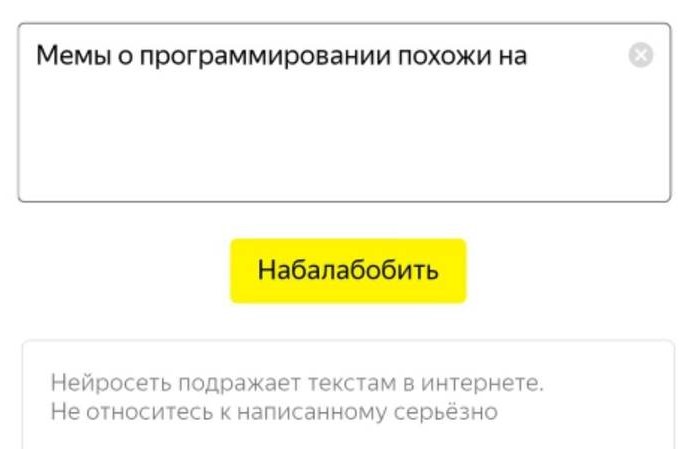 Мемы о программировании похожи на
Набалабобить
Нейросеть подражает текстам в интернете.
Не относитесь к написанному серьёзно